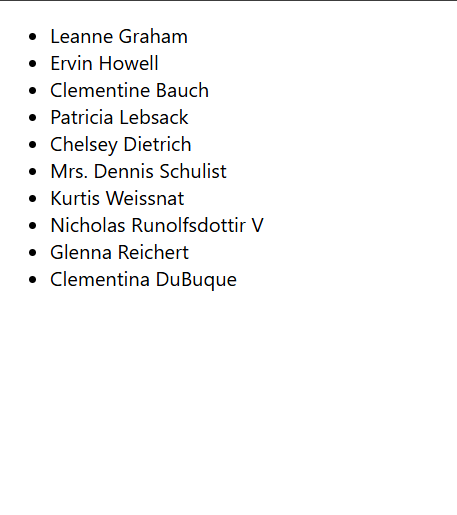 Leanne Graham
Ervin Howell
Clementine Bauch
Patricia Lebsack
Chelsey Dietrich
Mrs. Dennis Schulist
Kurtis Weissnat
Nicholas Runolfsdottir V
Glenna Reichert
Clementina DuBuque